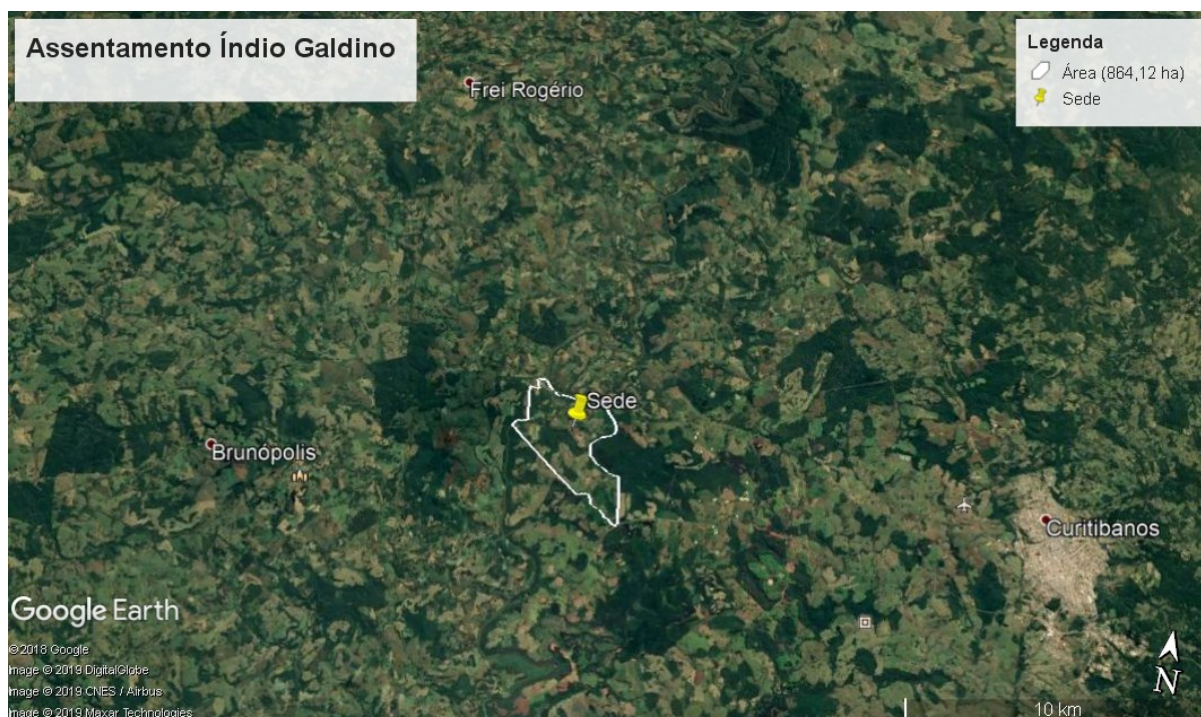 Assentamento Índio Galdino
Legenda
Área (864,12 ha)
Sede
Frei Rogério
Sede
Brunópolis
Curitibanos
Google Earth
©2018 Google
Image © 2019 DigitalGlobe
Image © 2019 CNES / Airbus
Image © 2019 Maxar Technologies
N
10 km